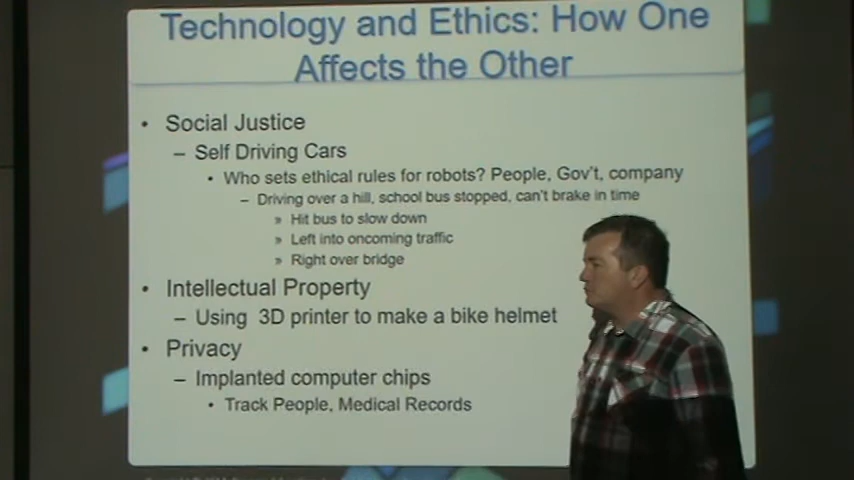 Technology and Ethics: How One
Affects the Other
• Social Justice
– Self Driving Cars
• Who sets ethical rules for robots? People, Gov't, company
– Driving over a hill, school bus stopped, can't brake in time
» Hit bus to slow down
» Left into oncoming traffic
» Right over bridge
• Intellectual Property
– Using 3D printer to make a bike helmet
• Privacy
– Implanted computer chips
• Track People, Medical Records